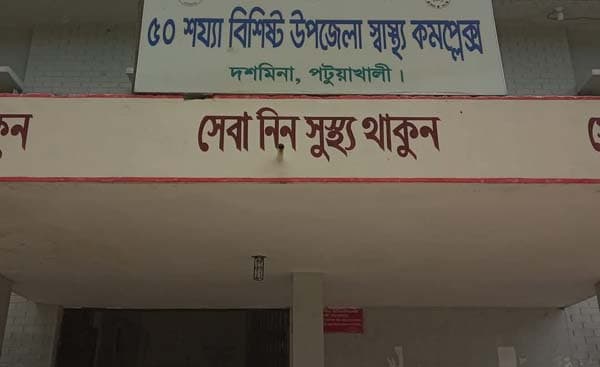 ৫০ শয্যা বিশিষ্ট উপজেলা স্বাস্থ্য কমপ্লেক্স
দশমিনা, পটুয়াখালী।
সেবা নিন সুস্থ্য থাকুন